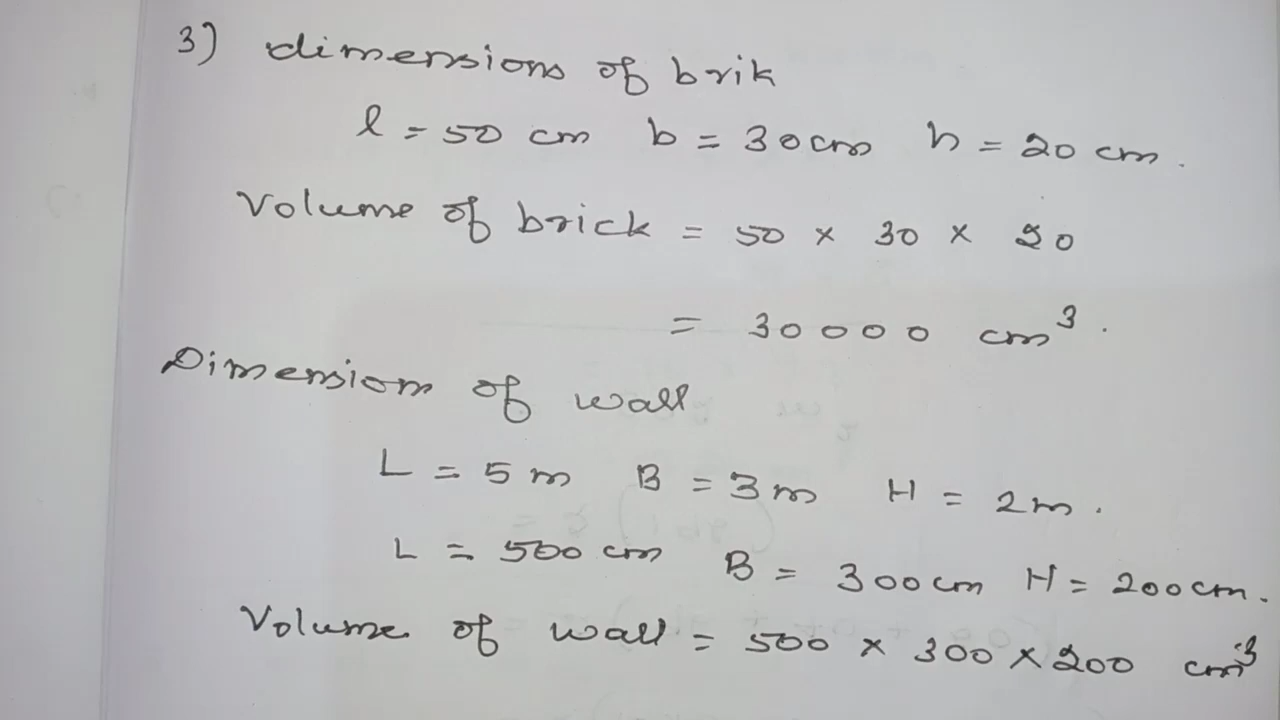 3) dimensions of brik
l = 50 cm b = 30 cm h = 20 cm.
Volume of brick = 50 × 30 × 20
= 30000 cm³.
Dimension of wall
L = 5 m B = 3 m H = 2 m.
L = 500 cm B = 300 cm H = 200 cm.
Volume of wall = 500 × 300 × 200 cm³